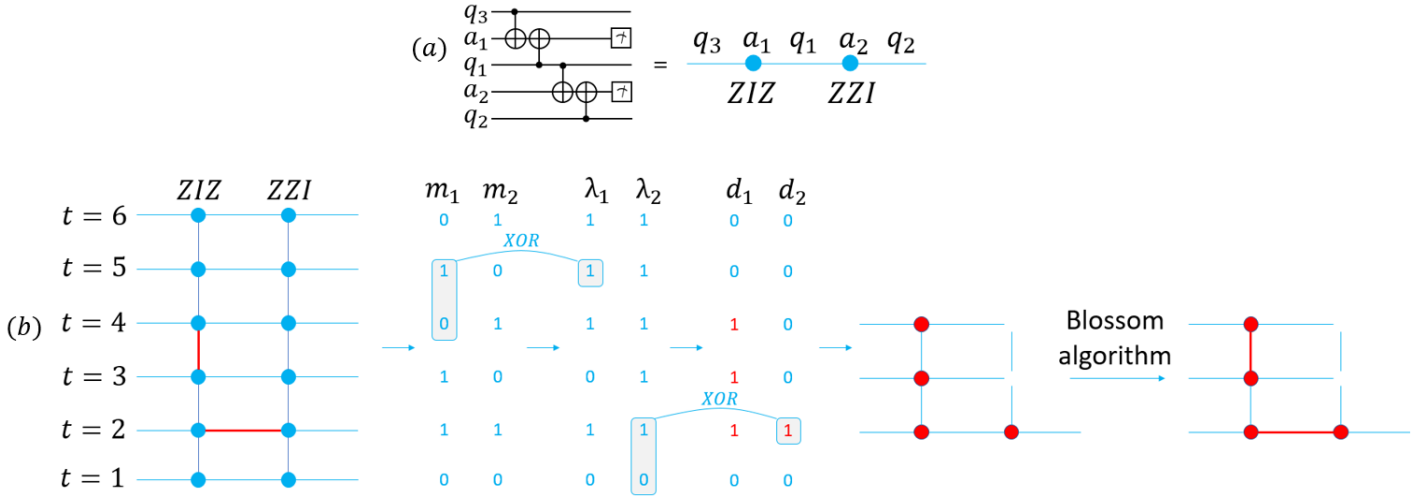 q₃
a₁
(a) q₁ =
a₂
q₂
q₃ a₁ q₁ a₂ q₂
ZIZ ZZI
ZIZ ZZI m₁ m₂ λ₁ λ₂ d₁ d₂
t = 6 0 1 1 1 0 0
XOR
t = 5 1 0 1 1 0 0
(b) t = 4 0 1 1 1 1 0
Blossom
algorithm
t = 3 1 0 0 1 1 0
XOR
t = 2 1 1 1 1 1 1
t = 1 0 0 0 0 0 0